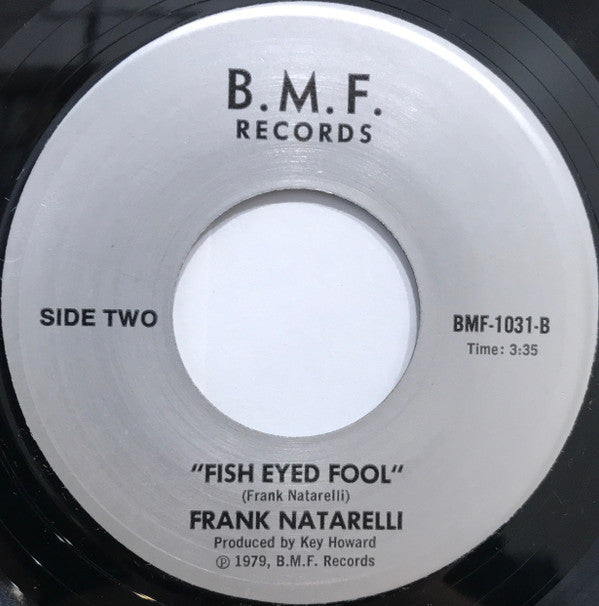 B.M.F.
RECORDS
SIDE TWO
BMF-1031-B
Time: 3:35
"FISH EYED FOOL"
(Frank Natarelli)
FRANK NATARELLI
Produced by Key Howard
℗ 1979, B.M.F. Records